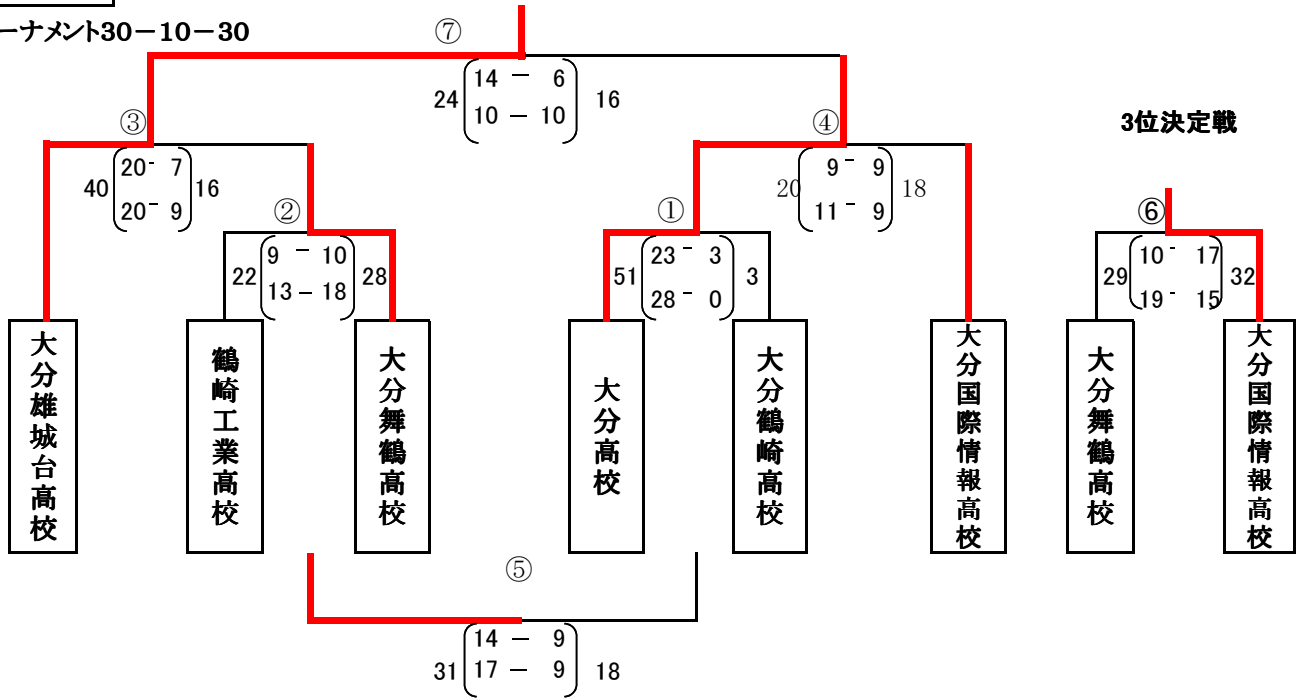 ーナメント30－10－30
⑦
24 14 － 6 16
10 － 10
③
40 20- 7 16
20- 9
④
20 9 - 9 18
11 - 9
3位決定戦
②
22 9 － 10 28
13－18
①
51 23- 3 3
28- 0
⑥
29 10- 17 32
19- 15
大分雄城台高校
鶴崎工業高校
大分舞鶴高校
大分高校
大分鶴崎高校
大分国際情報高校
大分舞鶴高校
大分国際情報高校
⑤
31 14 － 9 18
17 － 9